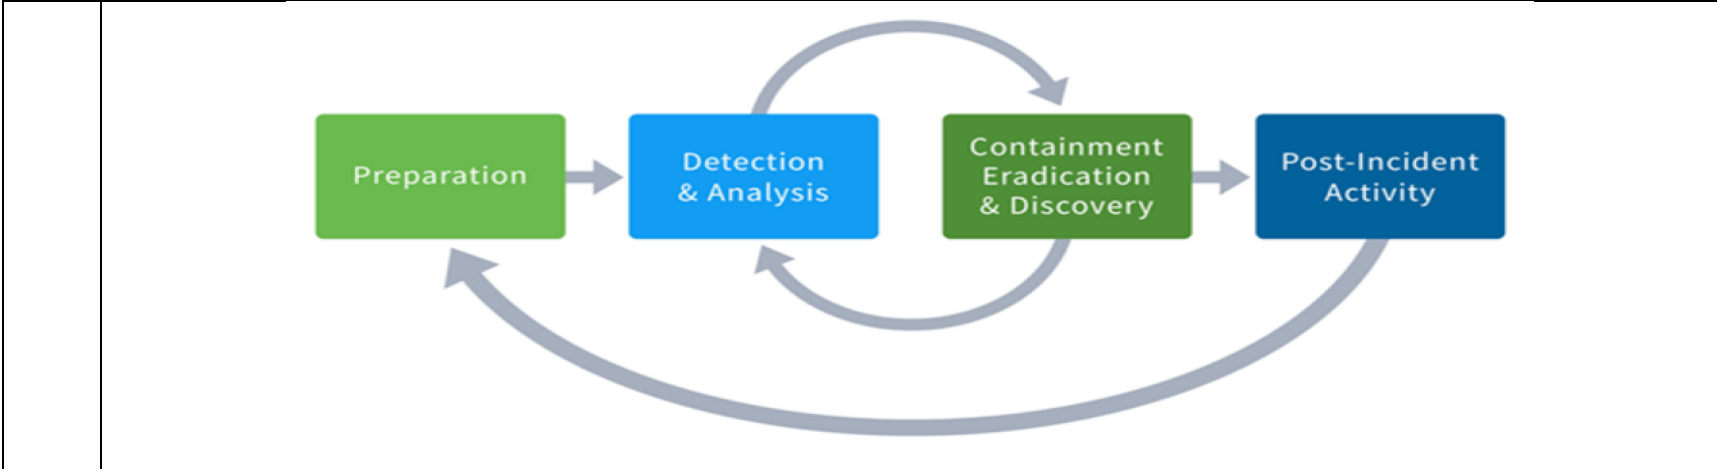 Preparation
Detection
& Analysis
Containment
Eradication
& Discovery
Post-Incident
Activity